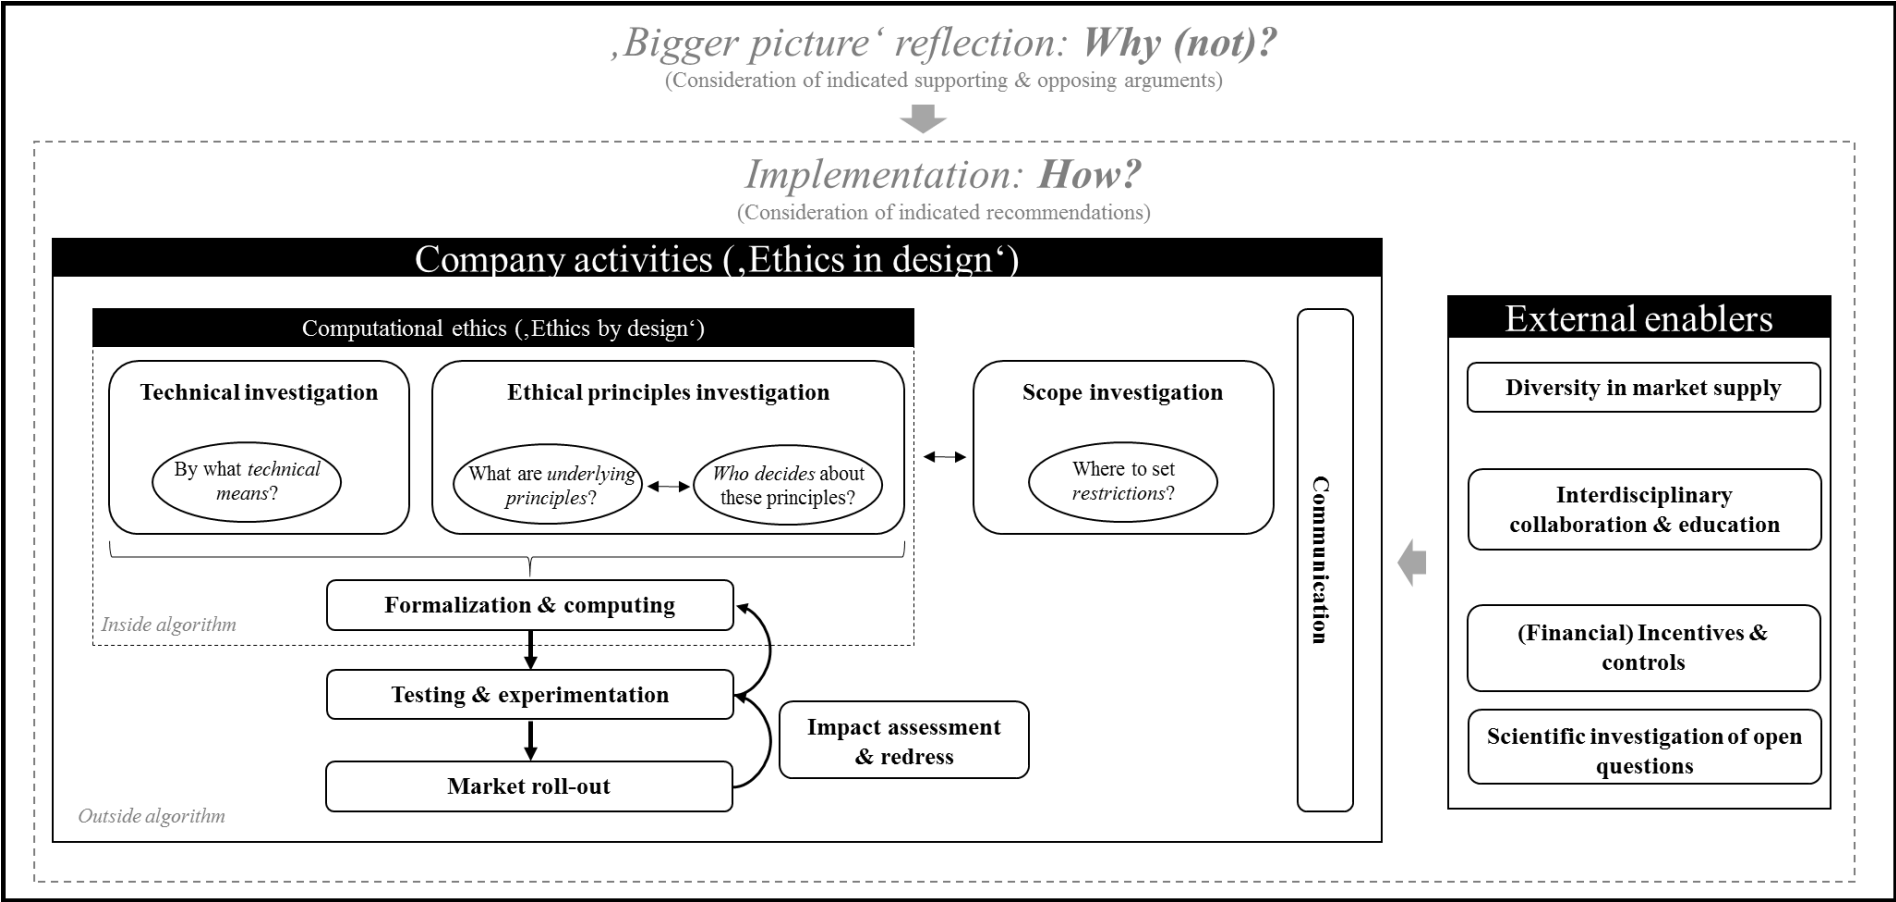 ‚Bigger picture‘ reflection: Why (not)?
(Consideration of indicated supporting & opposing arguments)
Implementation: How?
(Consideration of indicated recommendations)
Company activities (‚Ethics in design‘)
Computational ethics (‚Ethics by design‘)
Technical investigation
By what technical
means?
Ethical principles investigation
What are underlying
principles?
Who decides about
these principles?
Scope investigation
Where to set
restrictions?
Formalization & computing
Inside algorithm
Testing & experimentation
Impact assessment
& redress
Market roll-out
Outside algorithm
Communication
External enablers
Diversity in market supply
Interdisciplinary
collaboration & education
(Financial) Incentives &
controls
Scientific investigation of open
questions